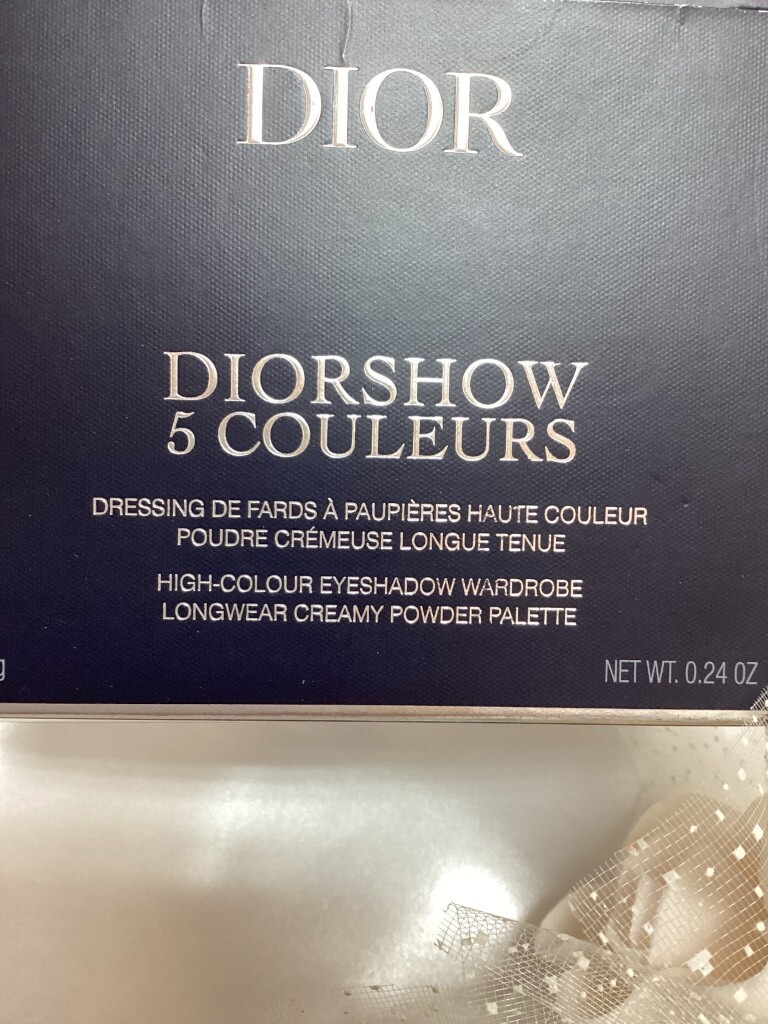 DIOR
DIORSHOW
5 COULEURS
DRESSING DE FARDS À PAUPIÈRES HAUTE COULEUR
POUDRE CRÉMEUSE LONGUE TENUE
HIGH-COLOUR EYESHADOW WARDROBE
LONGWEAR CREAMY POWDER PALETTE
g NET WT. 0.24 OZ